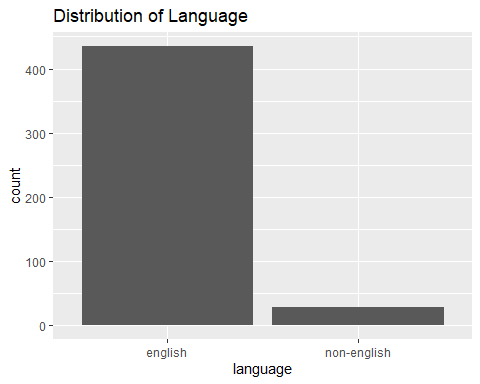 Distribution of Language
count
400
300
200
100
0
english non-english
language